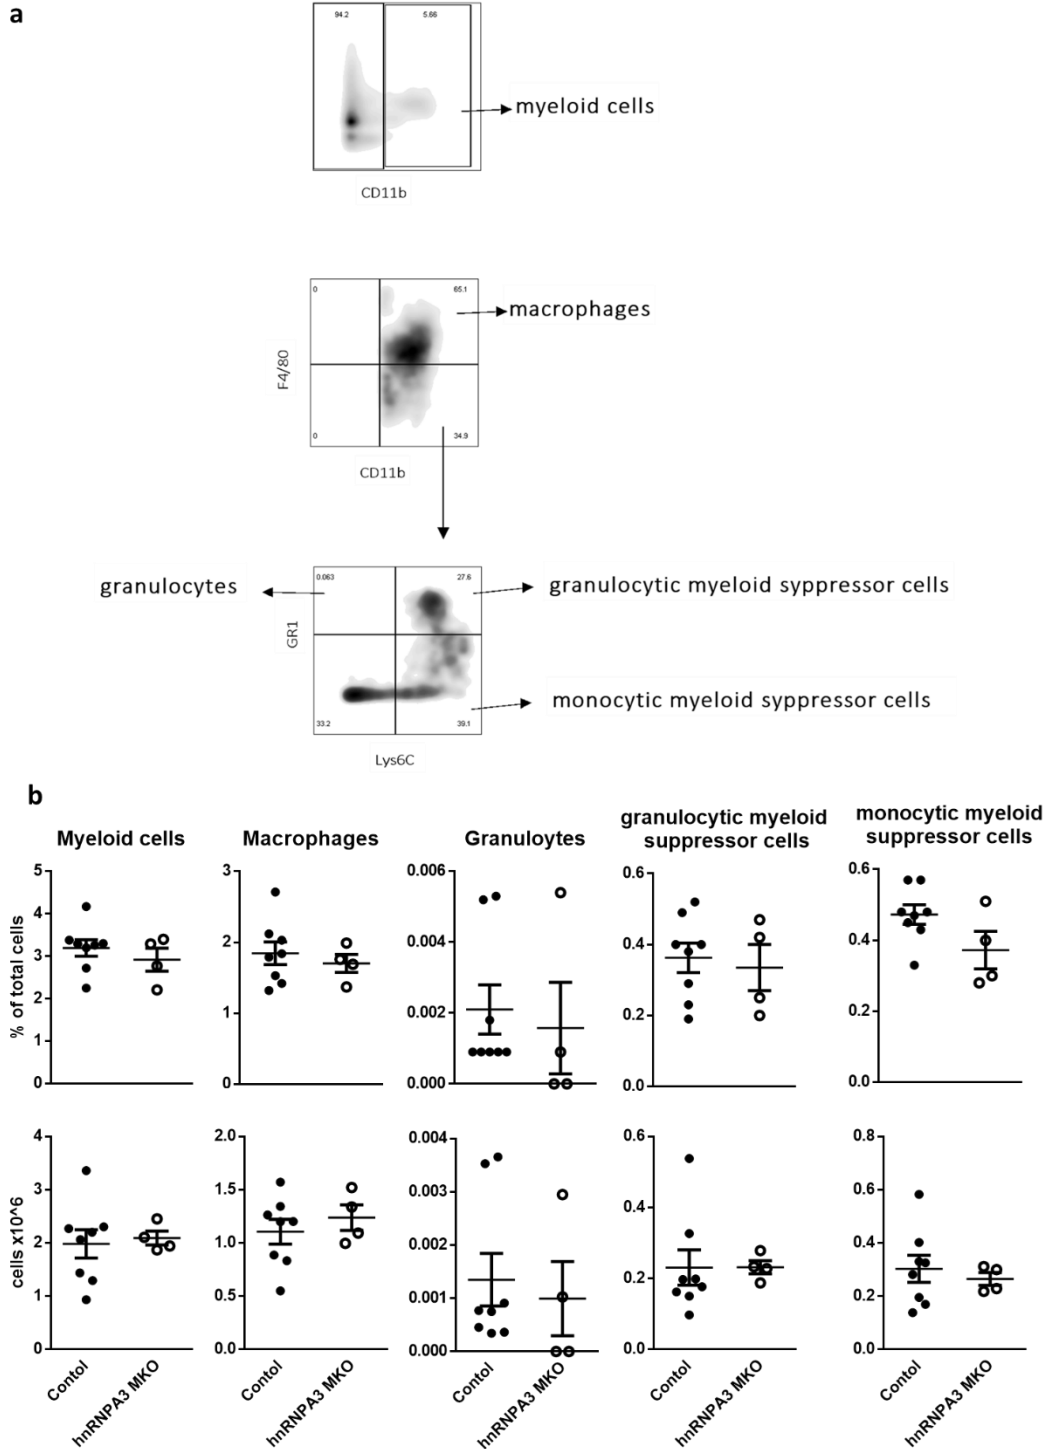 a
94.2 5.66
myeloid cells
CD11b
0 65.1
macrophages
F4/80
0 34.9
CD11b
granulocytes
0.063 27.6
granulocytic myeloid syppressor cells
GR1
monocytic myeloid syppressor cells
33.2 39.1
Lys6C
b
Myeloid cells
Macrophages
Granuloytes
granulocytic myeloid
suppressor cells
monocytic myeloid
suppressor cells
% of total cells
5
4
3
2
1
0
3
2
1
0
0.006
0.004
0.002
0.000
0.6
0.4
0.2
0.0
0.6
0.4
0.2
0.0
cells x10^6
4
3
2
1
0
2.0
1.5
1.0
0.5
0.0
0.004
0.003
0.002
0.001
0.000
0.6
0.4
0.2
0.0
0.8
0.6
0.4
0.2
0.0
Contol
hnRNPA3 MKO
Contol
hnRNPA3 MKO
Contol
hnRNPA3 MKO
Contol
hnRNPA3 MKO
Contol
hnRNPA3 MKO